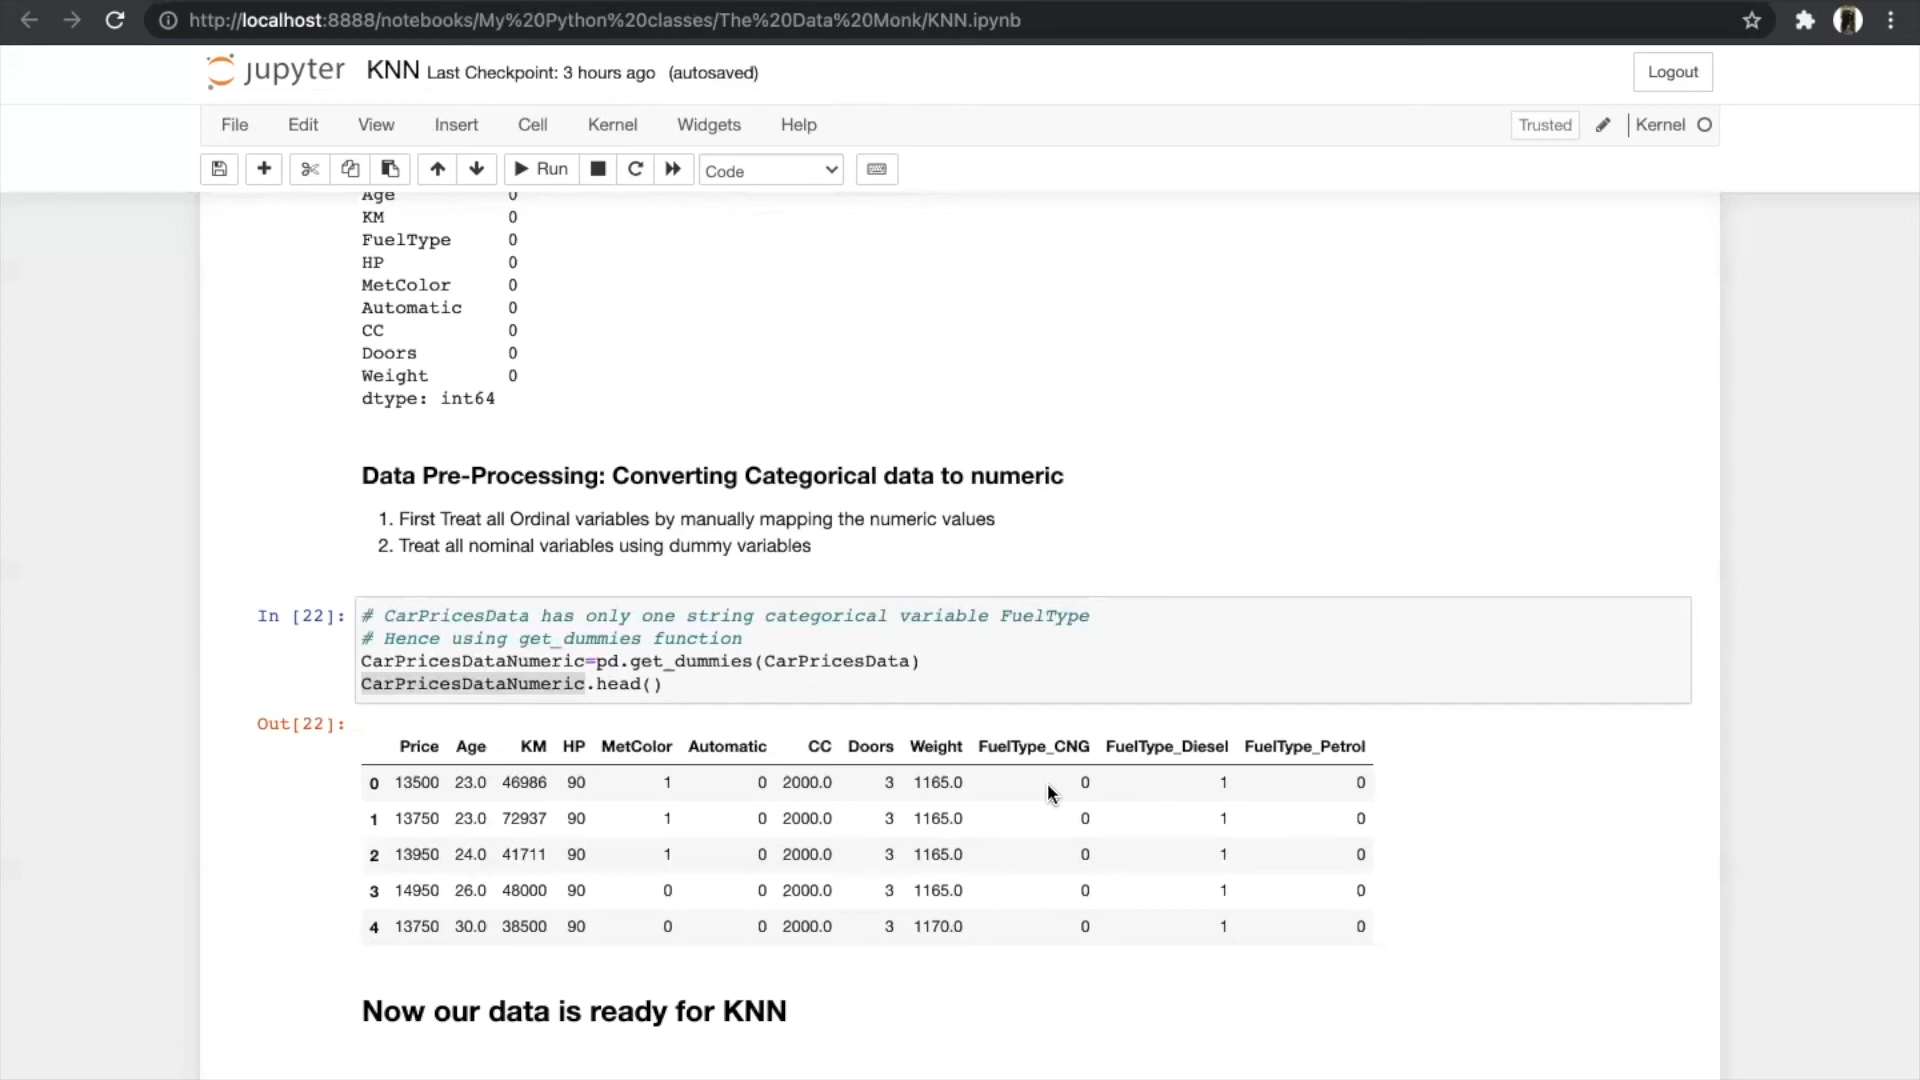 http://localhost:8888/notebooks/My%20Python%20classes/The%20Data%20Monk/KNN.ipynb
jupyter KNN Last Checkpoint: 3 hours ago (autosaved) Logout
File Edit View Insert Cell Kernel Widgets Help Trusted Kernel
Run Code
Age 0
KM 0
FuelType 0
HP 0
MetColor 0
Automatic 0
CC 0
Doors 0
Weight 0
dtype: int64
Data Pre-Processing: Converting Categorical data to numeric
1. First Treat all Ordinal variables by manually mapping the numeric values
2. Treat all nominal variables using dummy variables
In [22]: # CarPricesData has only one string categorical variable FuelType
# Hence using get_dummies function
CarPricesDataNumeric=pd.get_dummies(CarPricesData)
CarPricesDataNumeric.head()
Out[22]:
Price Age KM HP MetColor Automatic CC Doors Weight FuelType_CNG FuelType_Diesel FuelType_Petrol
0 13500 23.0 46986 90 1 0 2000.0 3 1165.0 0 1 0
1 13750 23.0 72937 90 1 0 2000.0 3 1165.0 0 1 0
2 13950 24.0 41711 90 1 0 2000.0 3 1165.0 0 1 0
3 14950 26.0 48000 90 0 0 2000.0 3 1165.0 0 1 0
4 13750 30.0 38500 90 0 0 2000.0 3 1170.0 0 1 0
Now our data is ready for KNN